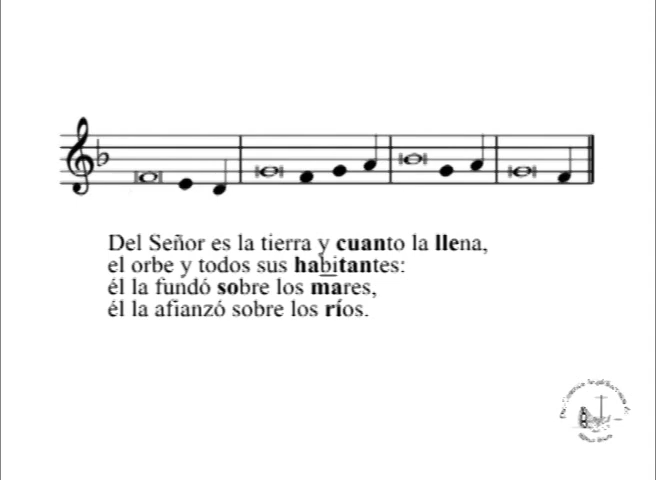 Del Señor es la tierra y cuanto la llena,
el orbe y todos sus habitantes:
él la fundó sobre los mares,
él la afianzó sobre los ríos.